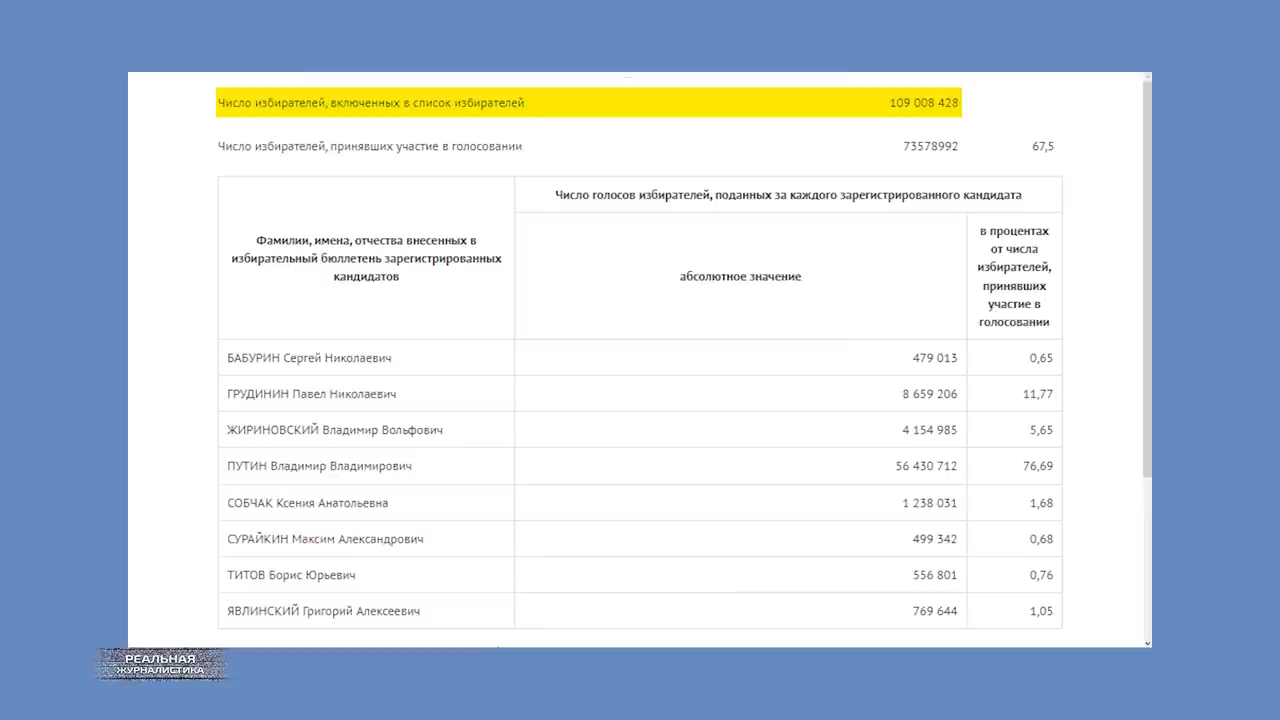 Число избирателей, включенных в список избирателей 109 008 428
Число избирателей, принявших участие в голосовании 73578992 67,5
Число голосов избирателей, поданных за каждого зарегистрированного кандидата
Фамилии, имена, отчества внесенных в
избирательный бюллетень зарегистрированных
кандидатов
абсолютное значение
в процентах
от числа
избирателей,
принявших
участие в
голосовании
БАБУРИН Сергей Николаевич 479 013 0,65
ГРУДИНИН Павел Николаевич 8 659 206 11,77
ЖИРИНОВСКИЙ Владимир Вольфович 4 154 985 5,65
ПУТИН Владимир Владимирович 56 430 712 76,69
СОБЧАК Ксения Анатольевна 1 238 031 1,68
СУРАЙКИН Максим Александрович 499 342 0,68
ТИТОВ Борис Юрьевич 556 801 0,76
ЯВЛИНСКИЙ Григорий Алексеевич 769 644 1,05
РЕАЛЬНАЯ
ЖУРНАЛИСТИКА